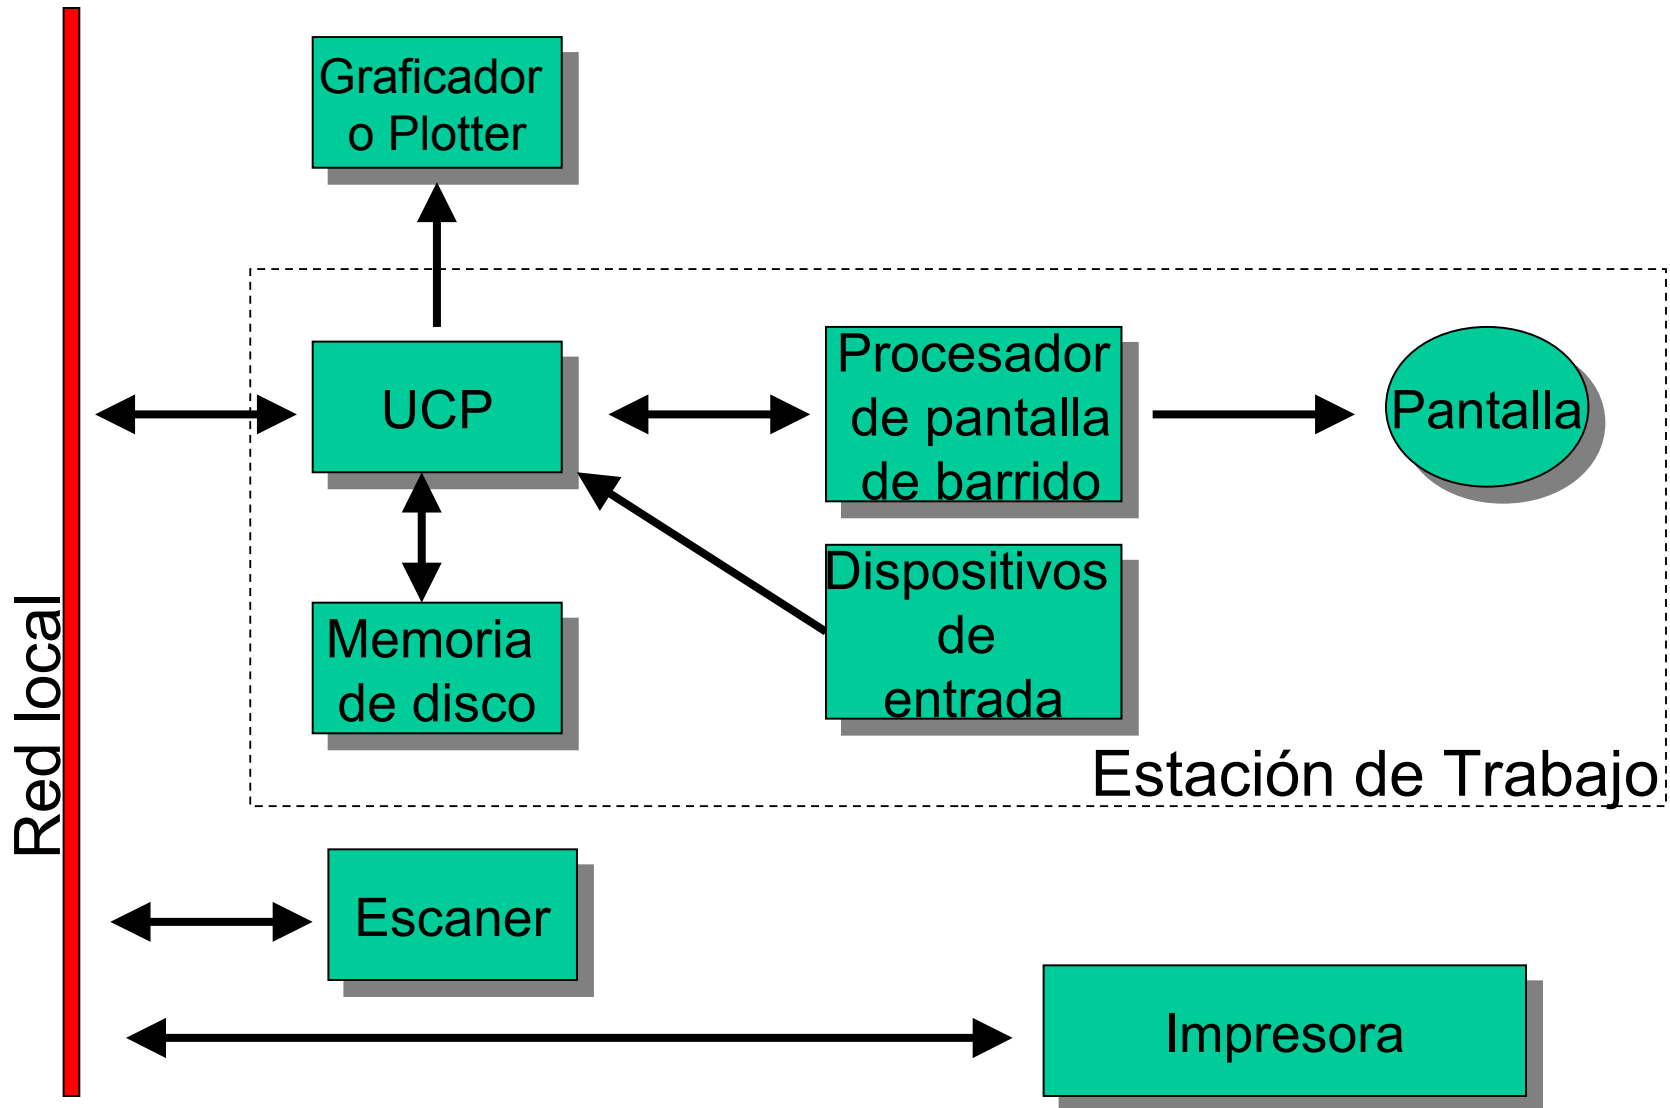 Graficador
o Plotter
UCP
Procesador
de pantalla
de barrido
Pantalla
Memoria
de disco
Dispositivos
de
entrada
Estación de Trabajo
Red local
Escaner
Impresora